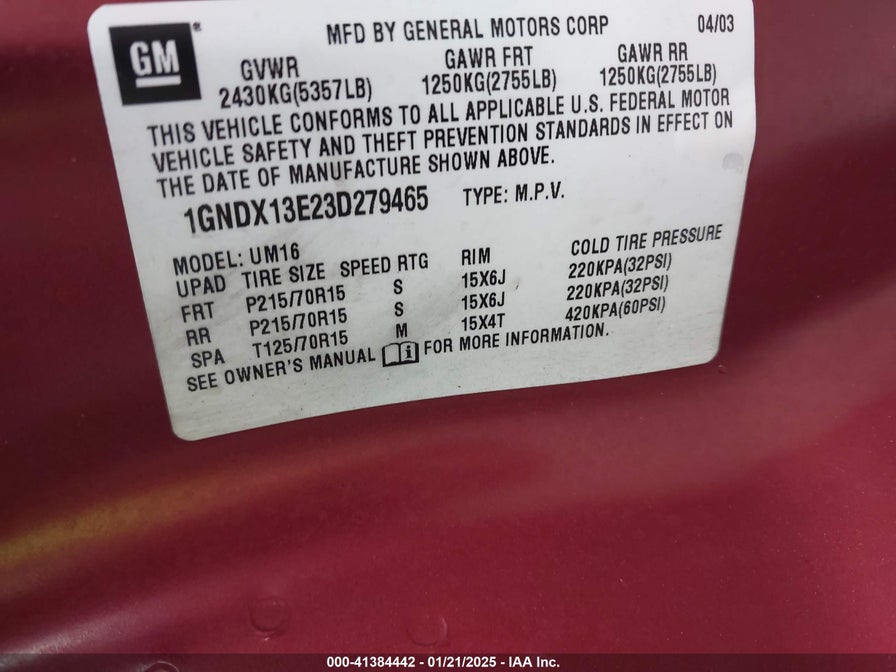 GM®
MFD BY GENERAL MOTORS CORP 04/03
GVWR GAWR FRT GAWR RR
2430KG(5357LB) 1250KG(2755LB) 1250KG(2755LB)
THIS VEHICLE CONFORMS TO ALL APPLICABLE U.S. FEDERAL MOTOR
VEHICLE SAFETY AND THEFT PREVENTION STANDARDS IN EFFECT ON
THE DATE OF MANUFACTURE SHOWN ABOVE.
1GNDX13E23D279465 TYPE: M.P.V.
MODEL: UM16
UPAD TIRE SIZE SPEED RTG RIM COLD TIRE PRESSURE
FRT P215/70R15 S 15X6J 220KPA(32PSI)
RR P215/70R15 S 15X6J 220KPA(32PSI)
SPA T125/70R15 M 15X4T 420KPA(60PSI)
SEE OWNER'S MANUAL i FOR MORE INFORMATION.
000-41384442 - 01/21/2025 - IAA Inc.